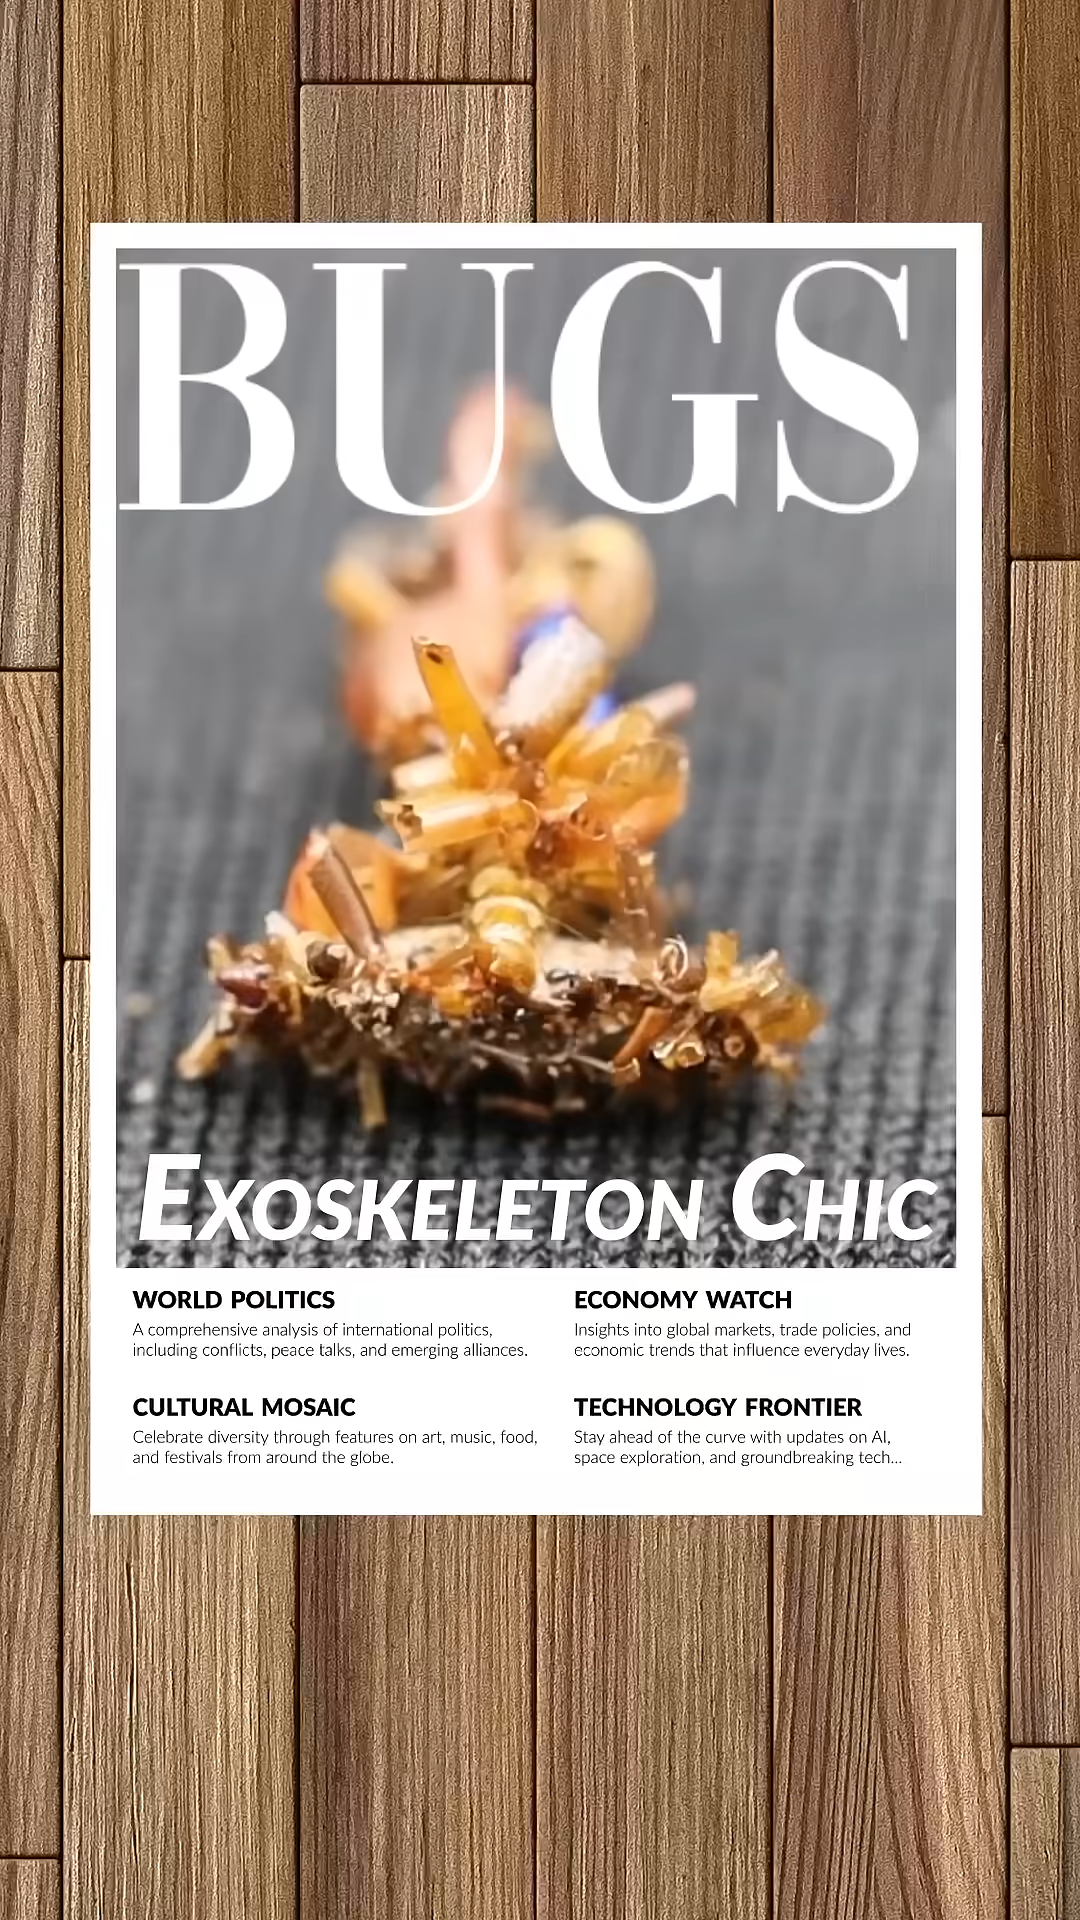 BUGS
EXOSKELETON CHIC
WORLD POLITICS
A comprehensive analysis of international politics,
including conflicts, peace talks, and emerging alliances.
ECONOMY WATCH
Insights into global markets, trade policies, and
economic trends that influence everyday lives.
CULTURAL MOSAIC
Celebrate diversity through features on art, music, food,
and festivals from around the globe.
TECHNOLOGY FRONTIER
Stay ahead of the curve with updates on AI,
space exploration, and groundbreaking tech...